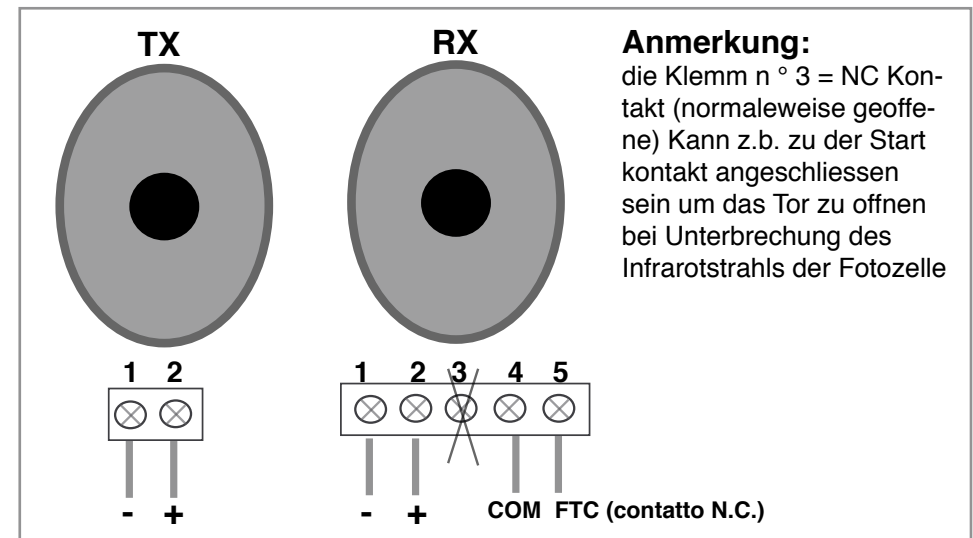 TX
RX
Anmerkung:
die Klemm n ° 3 = NC Kon-
takt (normaleweise geoffe-
ne) Kann z.b. zu der Start
kontakt angeschliessen
sein um das Tor zu offnen
bei Unterbrechung des
Infrarotstrahls der Fotozelle
1 2
1 2 3 4 5
- +
- +
COM FTC (contatto N.C.)